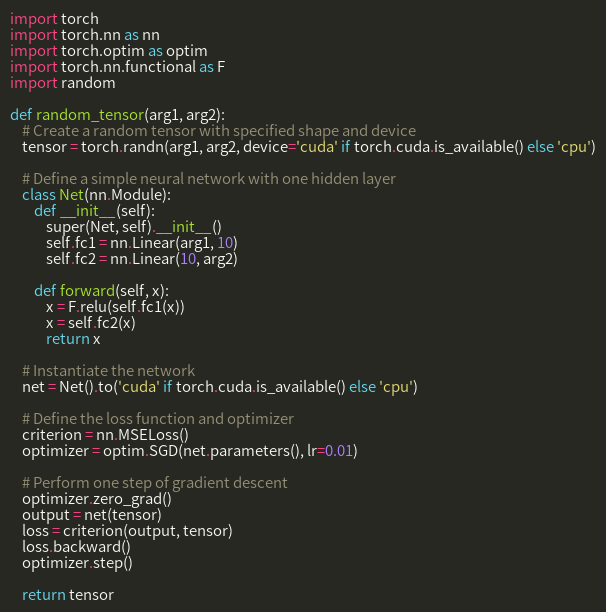 import torch
import torch.nn as nn
import torch.optim as optim
import torch.nn.functional as F
import random

def random_tensor(arg1, arg2):
    # Create a random tensor with specified shape and device
    tensor = torch.randn(arg1, arg2, device='cuda' if torch.cuda.is_available() else 'cpu')

    # Define a simple neural network with one hidden layer
    class Net(nn.Module):
        def __init__(self):
            super(Net, self).__init__()
            self.fc1 = nn.Linear(arg1, 10)
            self.fc2 = nn.Linear(10, arg2)

        def forward(self, x):
            x = F.relu(self.fc1(x))
            x = self.fc2(x)
            return x

    # Instantiate the network
    net = Net().to('cuda' if torch.cuda.is_available() else 'cpu')

    # Define the loss function and optimizer
    criterion = nn.MSELoss()
    optimizer = optim.SGD(net.parameters(), lr=0.01)

    # Perform one step of gradient descent
    optimizer.zero_grad()
    output = net(tensor)
    loss = criterion(output, tensor)
    loss.backward()
    optimizer.step()

    return tensor